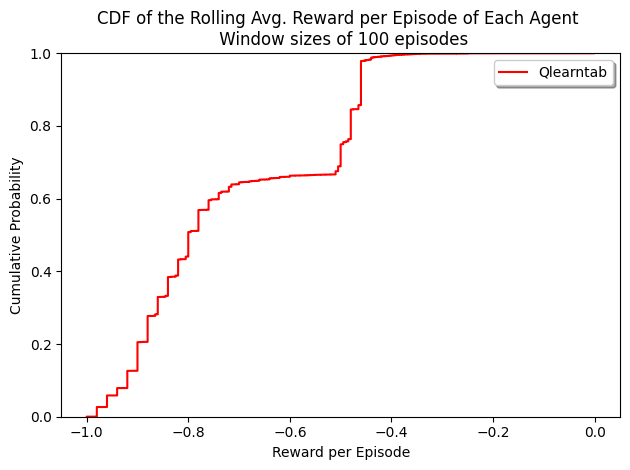 CDF of the Rolling Avg. Reward per Episode of Each Agent
Window sizes of 100 episodes
Qlearntab
1.0
0.8
0.6
0.4
0.2
0.0
Cumulative Probability
−1.0 −0.8 −0.6 −0.4 −0.2 0.0
Reward per Episode